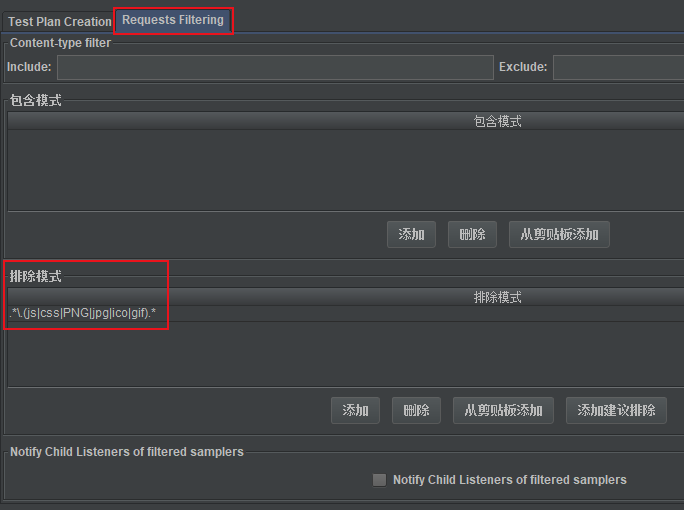 Test Plan Creation Requests Filtering
Content-type filter
Include: Exclude:
包含模式
包含模式
添加 删除 从剪贴板添加
排除模式
排除模式
.*\.(js|css|PNG|jpg|ico|gif).*
添加 删除 从剪贴板添加 添加建议排除
Notify Child Listeners of filtered samplers
Notify Child Listeners of filtered samplers